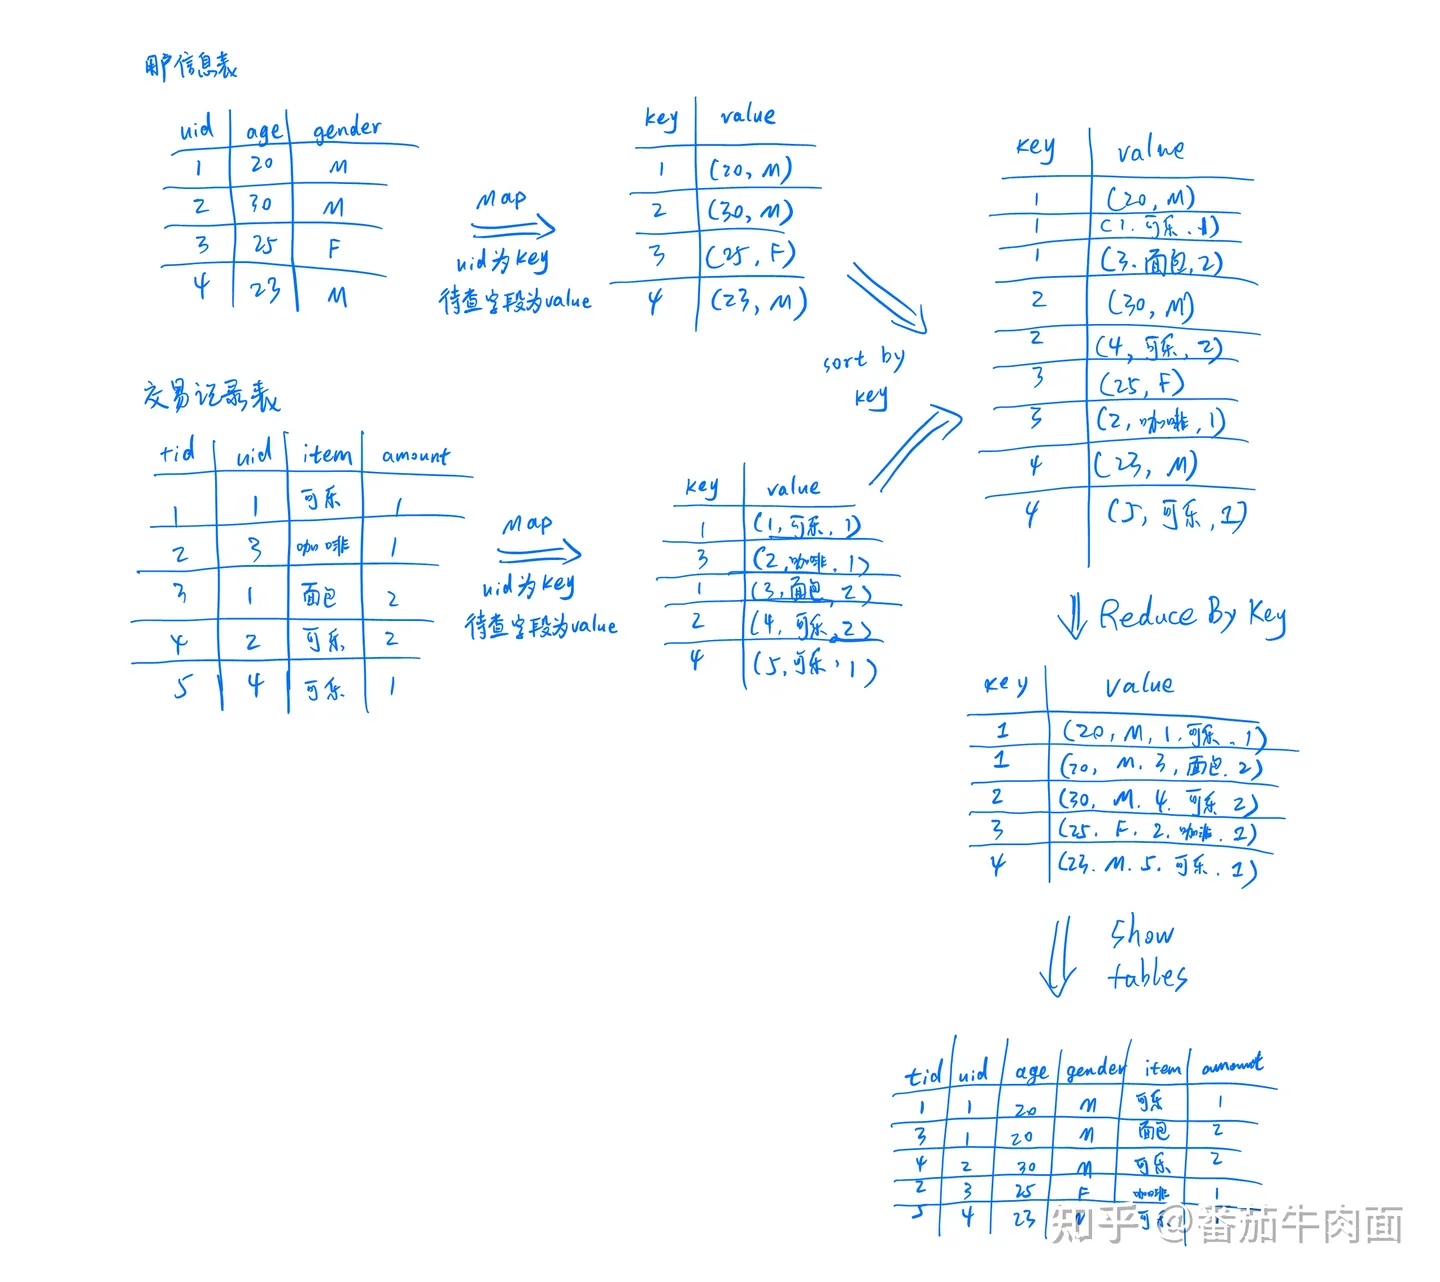 用户信息表
uid age gender
1 20 M
2 30 M
3 25 F
4 23 M
Map
uid为key
待查字段为value
key value
1 (20, M)
2 (30, M)
3 (25, F)
4 (23, M)
交易记录表
tid uid item amount
1 1 可乐 1
2 3 咖啡 1
3 1 面包 2
4 2 可乐 2
5 4 可乐 1
Map
uid为key
待查字段为value
key value
1 (1, 可乐, 1)
3 (2, 咖啡, 1)
1 (3, 面包, 2)
2 (4, 可乐, 2)
4 (5, 可乐, 1)
sort by
key
key value
1 (20, M)
1 (1. 可乐. 1)
1 (3. 面包, 2)
2 (30, M)
2 (4, 可乐, 2)
3 (25, F)
3 (2, 咖啡, 1)
4 (23, M)
4 (5, 可乐, 1)
Reduce By Key
key value
1 (20, M, 1. 可乐. 1)
1 (20, M. 3, 面包. 2)
2 (30, M. 4. 可乐 2)
3 (25. F. 2. 咖啡. 1)
4 (23. M. 5. 可乐. 1)
show
tables
tid uid age gender item amount
1 1 20 M 可乐 1
3 1 20 M 面包 2
4 2 30 M 可乐 2
2 3 25 F 咖啡 1
5 4 23 可乐
知乎 @番茄牛肉面